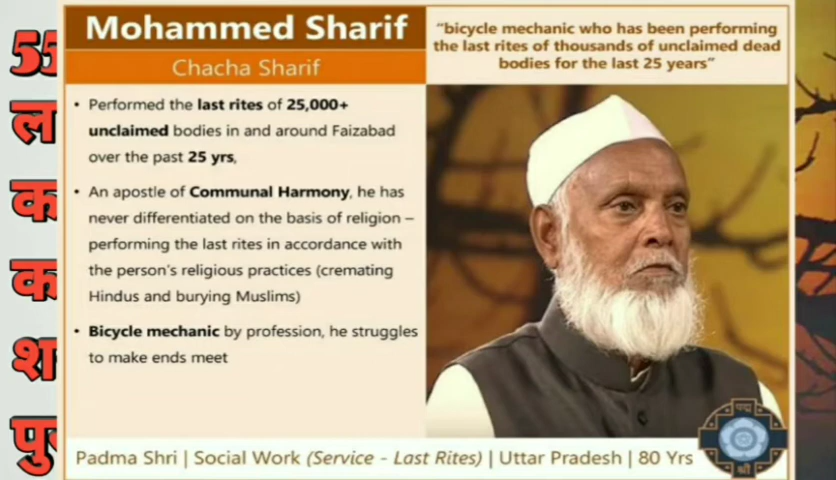 Mohammed Sharif
Chacha Sharif
“bicycle mechanic who has been performing
the last rites of thousands of unclaimed dead
bodies for the last 25 years”
• Performed the last rites of 25,000+
unclaimed bodies in and around Faizabad
over the past 25 yrs,
• An apostle of Communal Harmony, he has
never differentiated on the basis of religion –
performing the last rites in accordance with
the person’s religious practices (cremating
Hindus and burying Muslims)
• Bicycle mechanic by profession, he struggles
to make ends meet
Padma Shri | Social Work (Service - Last Rites) | Uttar Pradesh | 80 Yrs
पद्म
श्री